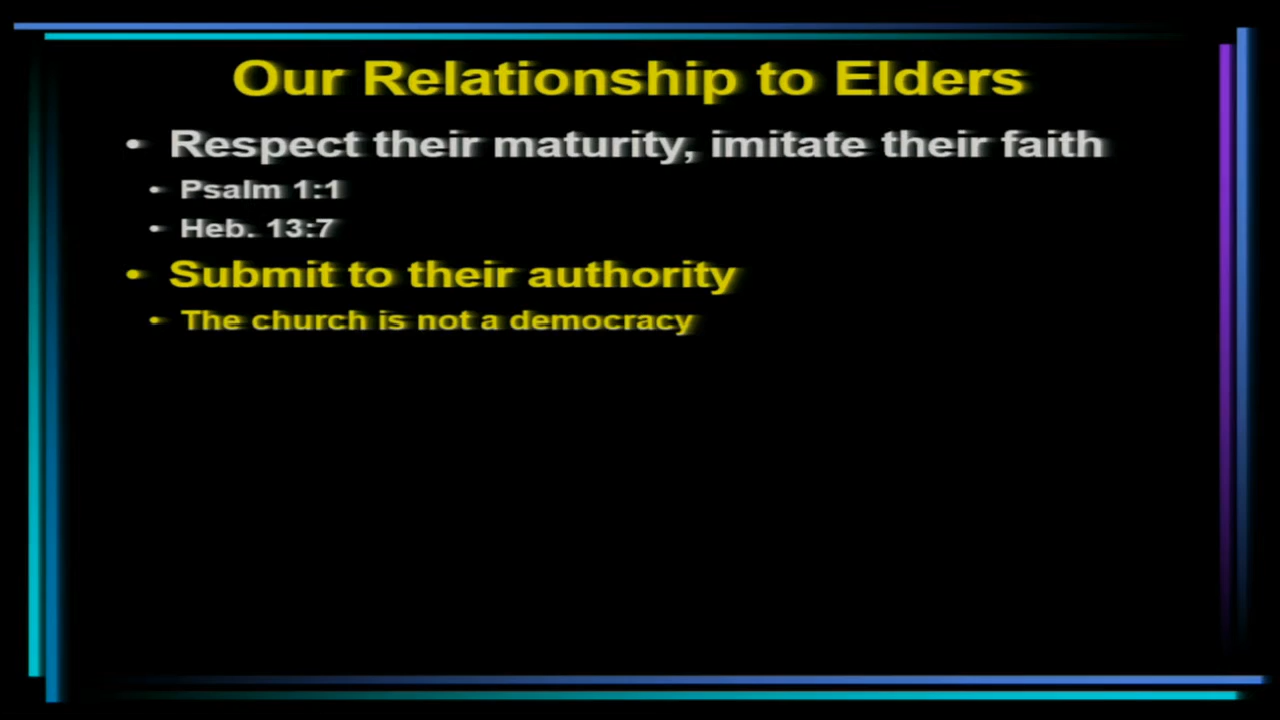 Our Relationship to Elders
• Respect their maturity, imitate their faith
• Psalm 1:1
• Heb. 13:7
• Submit to their authority
• The church is not a democracy